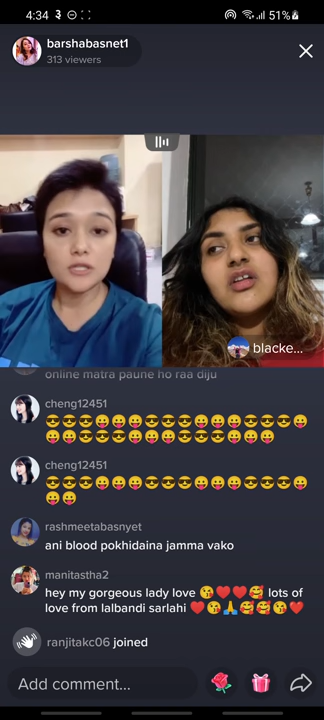 4:34 51%
barshabasnet1
313 viewers
blacke...
online matra paune ho raa diju
cheng12451
😎😎😎😛😛😛😎😎😎😛😛😛😎😎😎😛
😛😛😎😎😎😛😛😛😎😎😎😛😛😛
cheng12451
😎😎😎😛😛😛😎😎😎😛😛😛😎😎😎😛
😛😛
rashmeetabasnyet
ani blood pokhidaina jamma vako
manitastha2
hey my gorgeous lady love 😘❤️❤️🥰 lots of
love from lalbandi sarlahi ❤️😘🙏🥰🥰😘❤️
ranjitakc06 joined
Add comment...